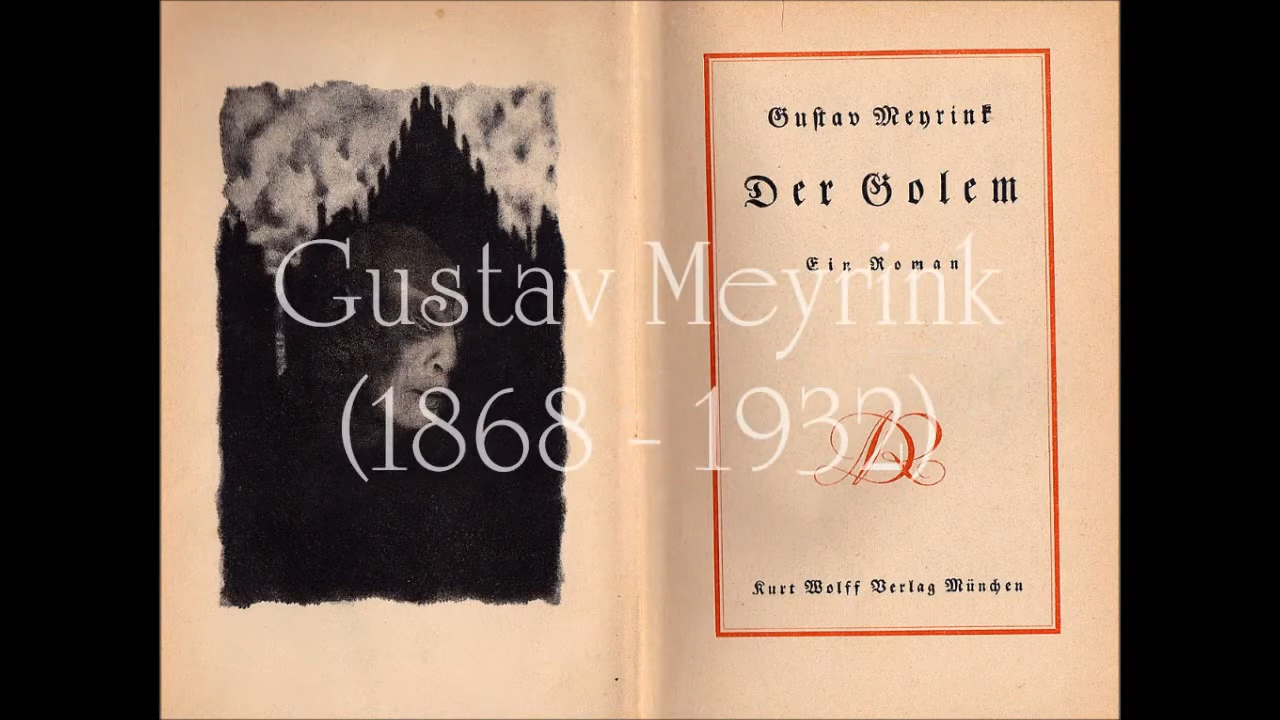 Gustav Meyrink
Der Golem
Ein Roman
Kurt Wolff Verlag München
Gustav Meyrink
(1868 - 1932)